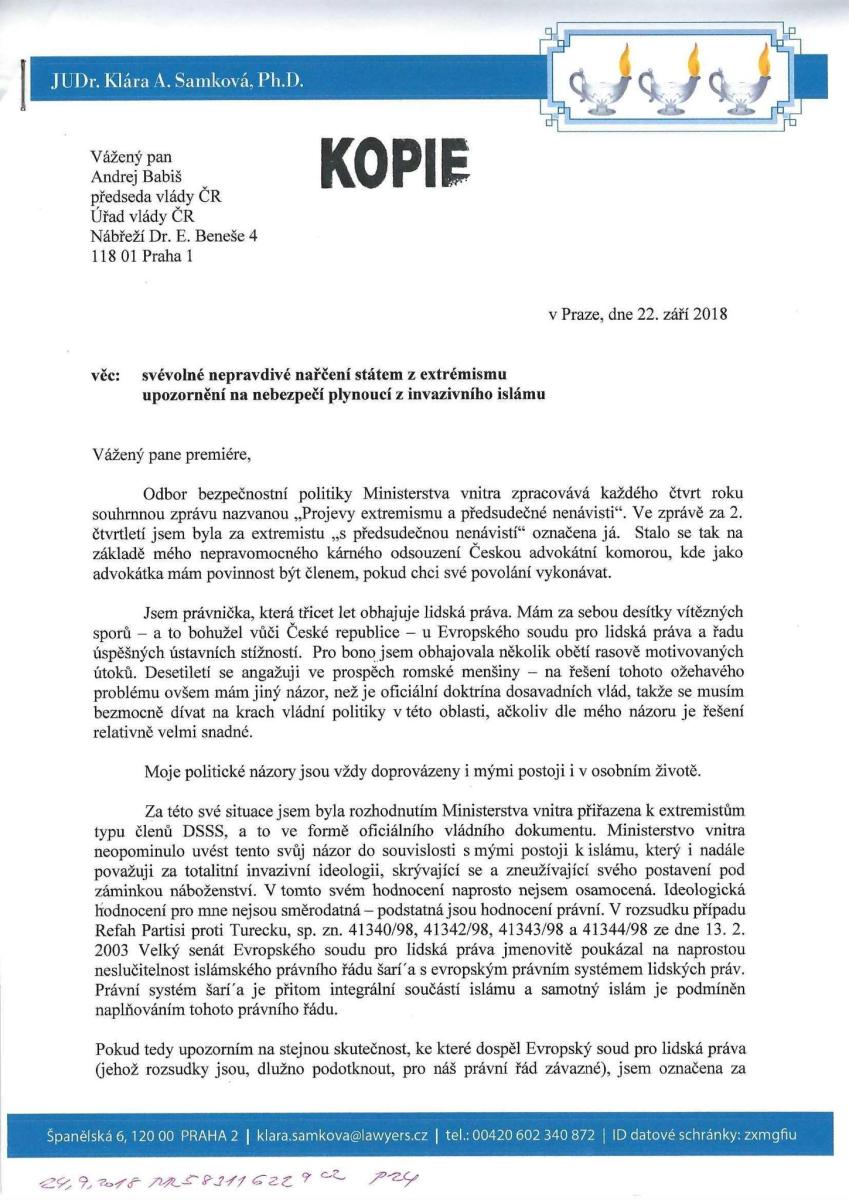 JUDr. Klára A. Samková, Ph.D.
KOPIE
Vážený pan
Andrej Babiš
předseda vlády ČR
Úřad vlády ČR
Nábřeží Dr. E. Beneše 4
118 01 Praha 1
v Praze, dne 22. září 2018
věc: svévolné nepravdivé nařčení státem z extrémismu
upozornění na nebezpečí plynoucí z invazivního islámu
Vážený pane premiére,
Odbor bezpečnostní politiky Ministerstva vnitra zpracovává každého čtvrt roku
souhrnnou zprávu nazvanou „Projevy extremismu a předsudečné nenávisti“. Ve zprávě za 2.
čtvrtletí jsem byla za extremistu „s předsudečnou nenávistí“ označena já. Stalo se tak na
základě mého nepravomocného kárného odsouzení Českou advokátní komorou, kde jako
advokátka mám povinnost být členem, pokud chci své povolání vykonávat.
Jsem právnička, která třicet let obhajuje lidská práva. Mám za sebou desítky vítězných
sporů – a to bohužel vůči České republice – u Evropského soudu pro lidská práva a řadu
úspěšných ústavních stížností. Pro bono jsem obhajovala několik obětí rasově motivovaných
útoků. Desetiletí se angažuji ve prospěch romské menšiny – na řešení tohoto ožehavého
problému ovšem mám jiný názor, než je oficiální doktrína dosavadních vlád, takže se musím
bezmocně dívat na krach vládní politiky v této oblasti, ačkoliv dle mého názoru je řešení
relativně velmi snadné.
Moje politické názory jsou vždy doprovázeny i mými postoji i v osobním životě.
Za této své situace jsem byla rozhodnutím Ministerstva vnitra přiřazena k extremistům
typu členů DSSS, a to ve formě oficiálního vládního dokumentu. Ministerstvo vnitra
neopominulo uvést tento svůj názor do souvislosti s mými postoji k islámu, který i nadále
považuji za totalitní invazivní ideologii, skrývající se a zneužívající svého postavení pod
záminkou náboženství. V tomto svém hodnocení naprosto nejsem osamocená. Ideologická
hodnocení pro mne nejsou směrodatná – podstatná jsou hodnocení právní. V rozsudku případu
Refah Partisi proti Turecku, sp. zn. 41340/98, 41342/98, 41343/98 a 41344/98 ze dne 13. 2.
2003 Velký senát Evropského soudu pro lidská práva jmenovitě poukázal na naprostou
neslučitelnost islámského právního řádu šarí´a s evropským právním systémem lidských práv.
Právní systém šarí´a je přitom integrální součástí islámu a samotný islám je podmíněn
naplňováním tohoto právního řádu.
Pokud tedy upozorním na stejnou skutečnost, ke které dospěl Evropský soud pro lidská práva
(jehož rozsudky jsou, dlužno podotknout, pro náš právní řád závazné), jsem označena za
Španělská 6, 120 00 PRAHA 2 | klara.samkova@lawyers.cz | tel.: 00420 602 340 872 | ID datové schránky: zxmgfiu
24,9,2018